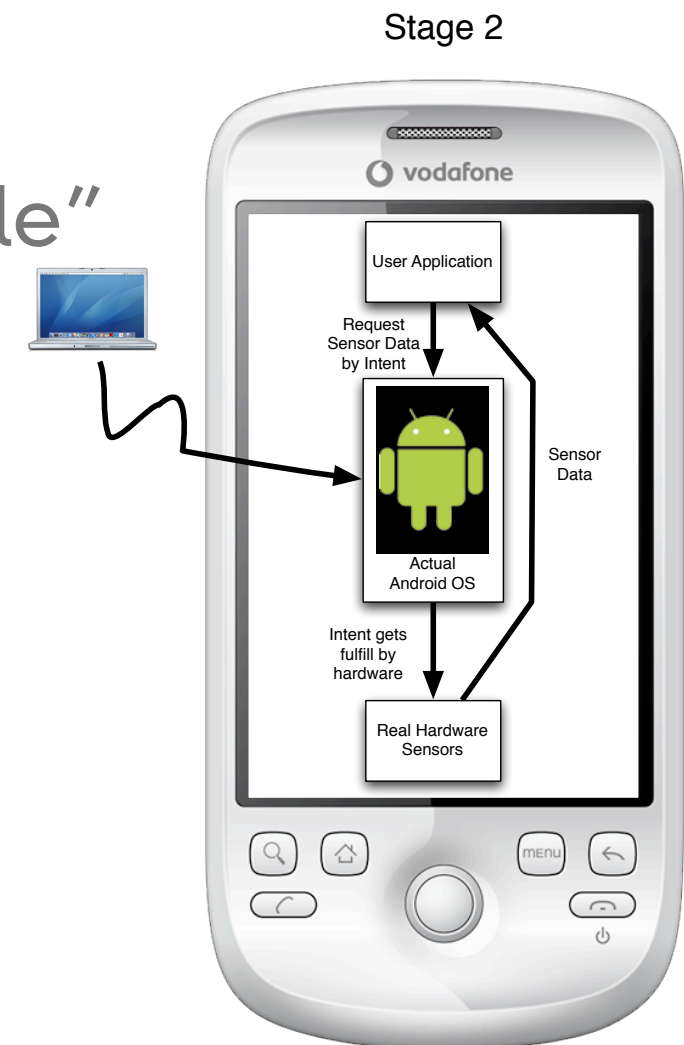 Stage 2
le"
vodafone
User Application
Request
Sensor Data
by Intent
Sensor
Data
Actual
Android OS
Intent gets
fulfill by
hardware
Real Hardware
Sensors
MENU